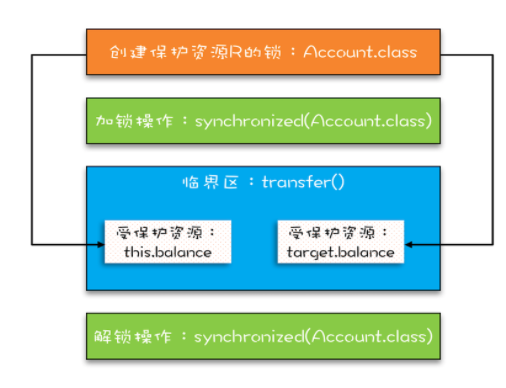 创建保护资源R的锁：Account.class
加锁操作：synchronized(Account.class)
临界区：transfer()
受保护资源：
this.balance
受保护资源：
target.balance
解锁操作：synchronized(Account.class)